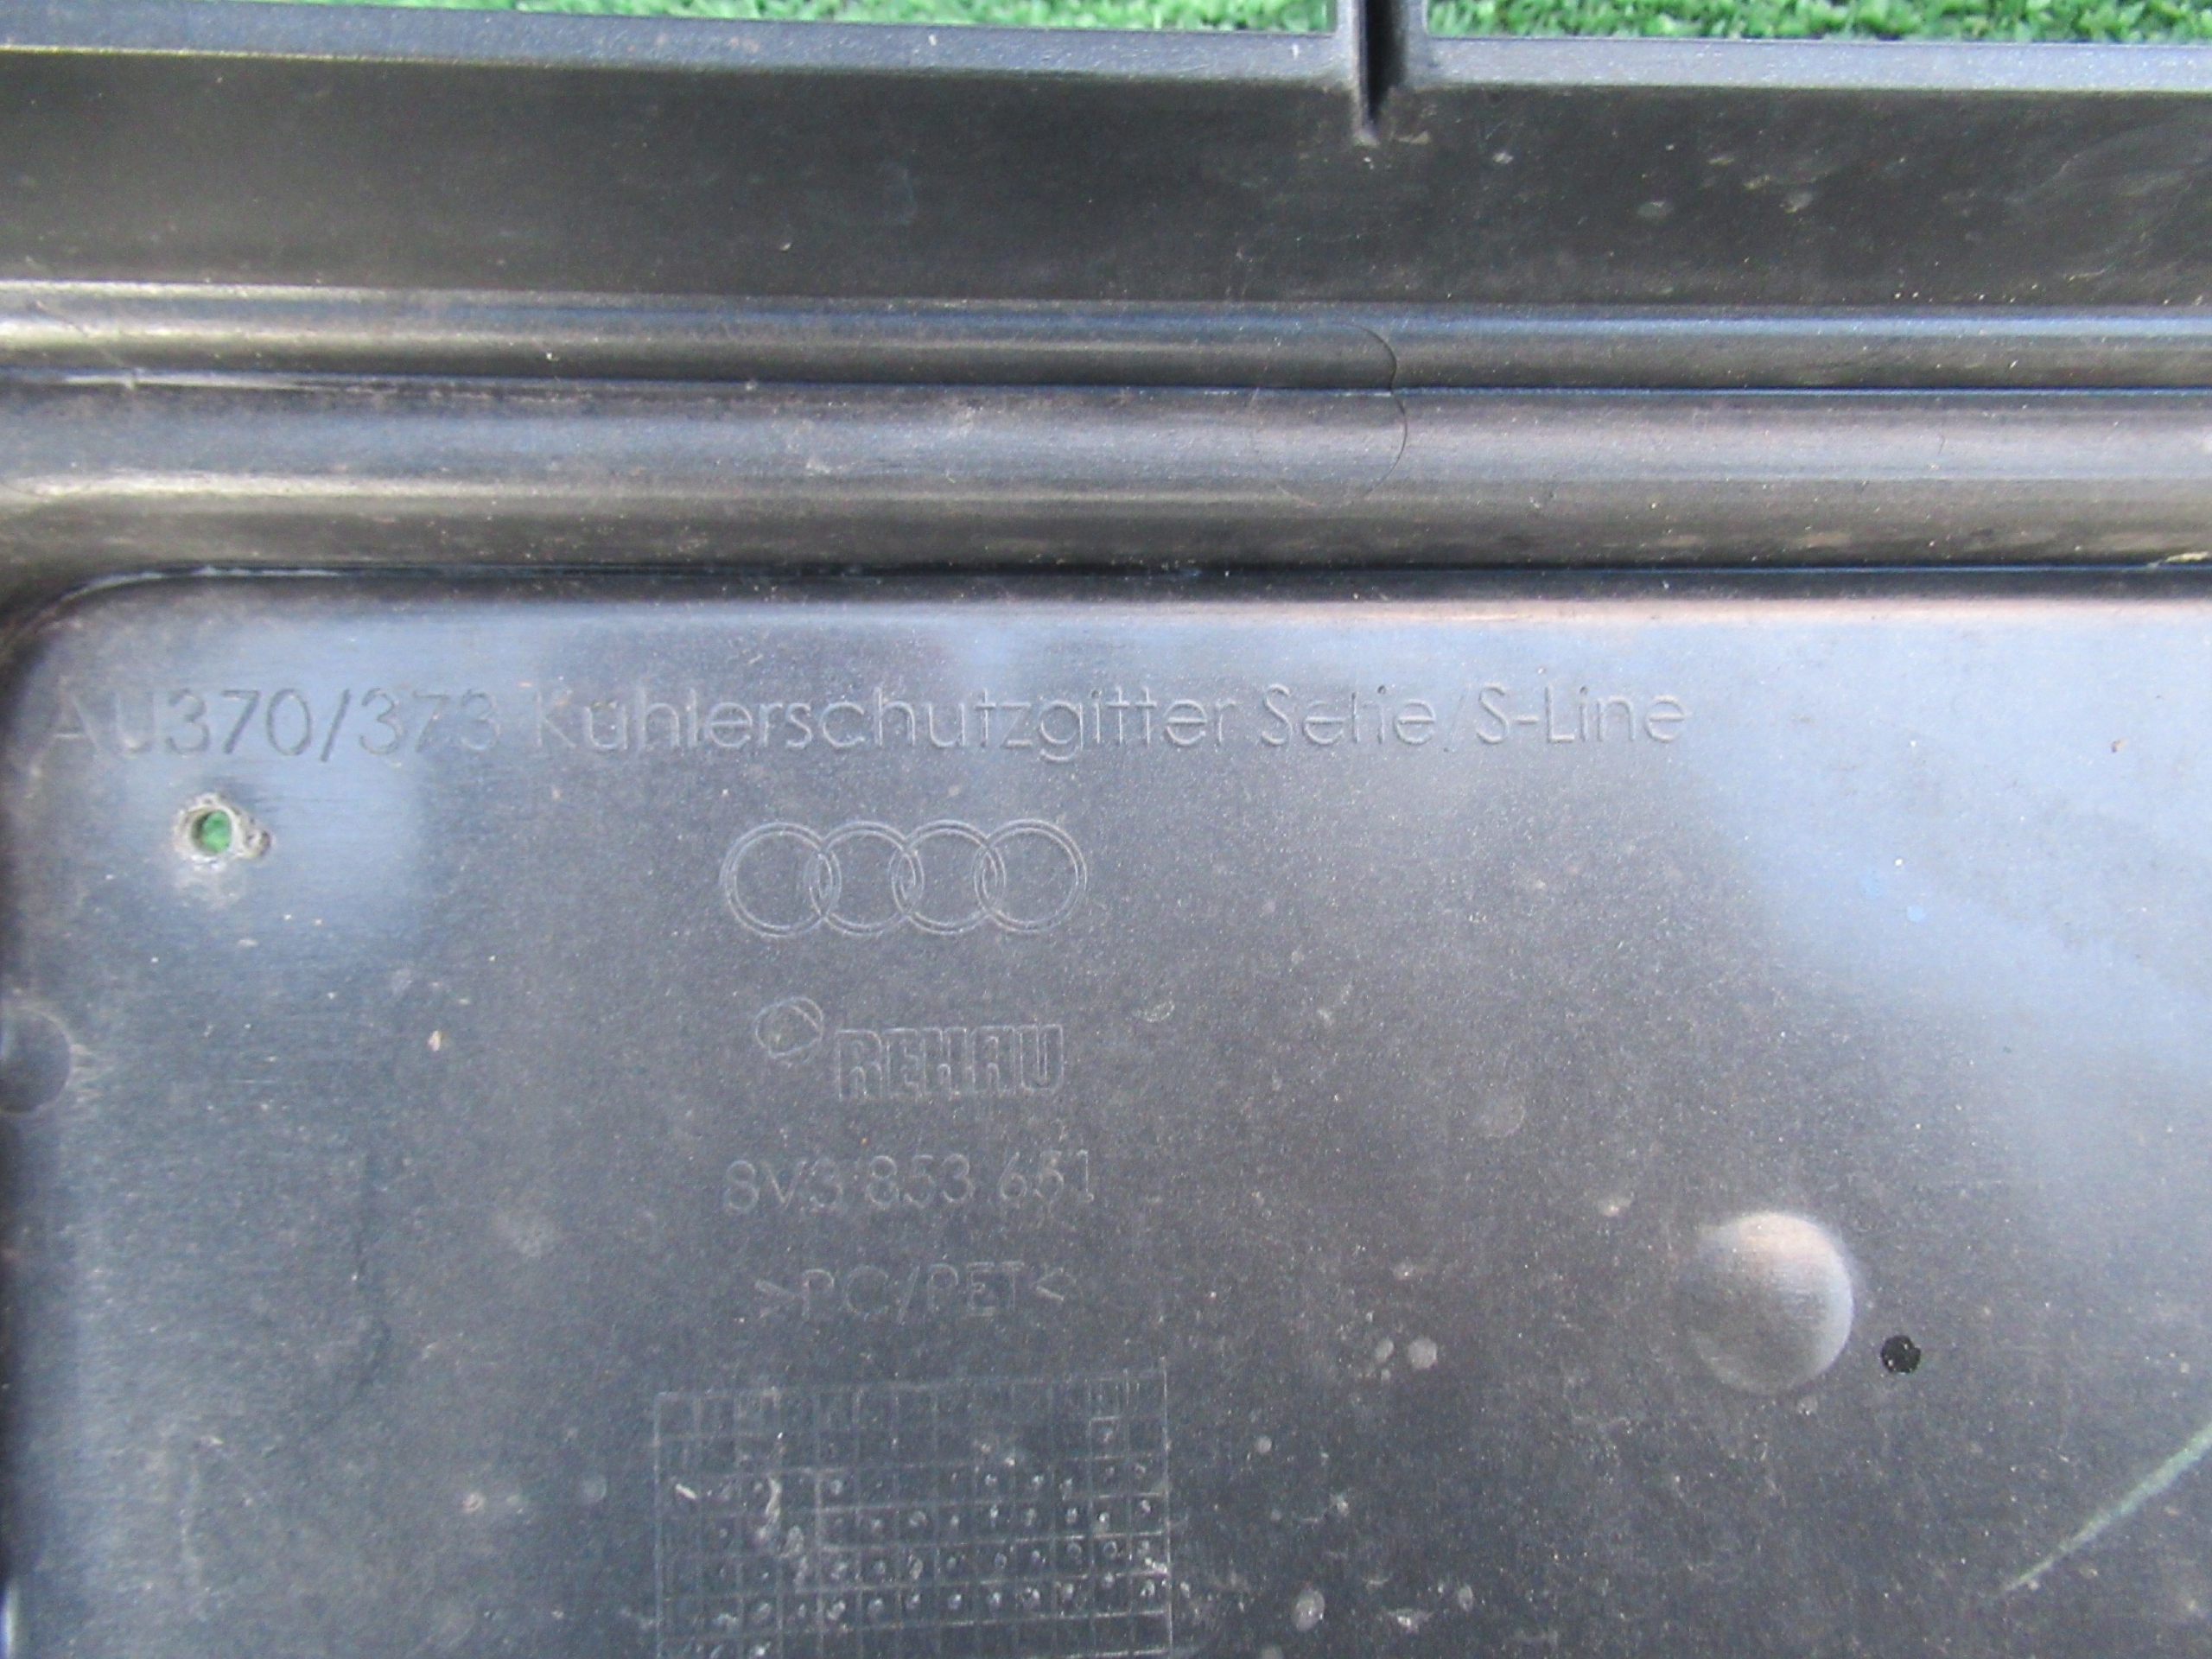 AU370/373 Kühlerschutzgitter Serie/S-Line
REHAU
8V3 853 651
>PC/PET<